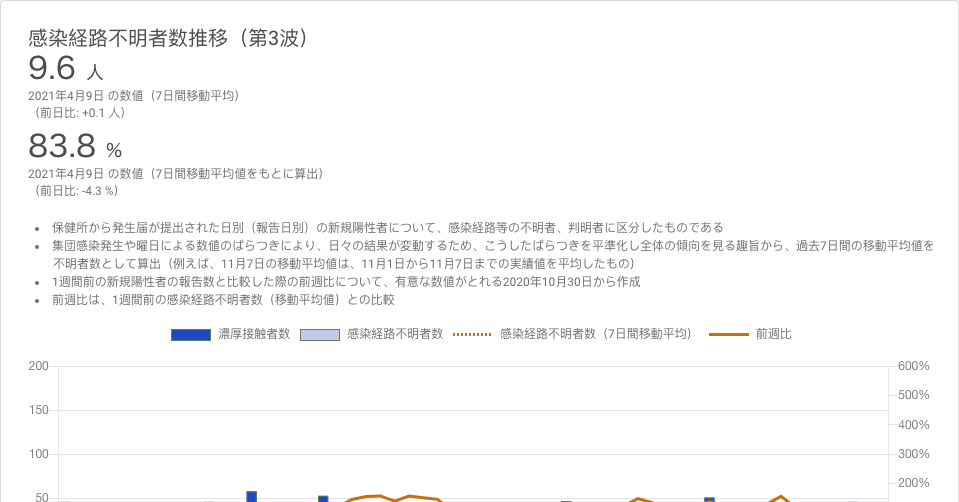 感染経路不明者数推移（第3波）
9.6 人
2021年4月9日 の数値（7日間移動平均）
（前日比: +0.1 人）
83.8 %
2021年4月9日 の数値（7日間移動平均値をもとに算出）
（前日比: -4.3 %）
• 保健所から発生届が提出された日別（報告日別）の新規陽性者について、感染経路等の不明者、判明者に区分したものである
• 集団感染発生や曜日による数値のばらつきにより、日々の結果が変動するため、こうしたばらつきを平準化し全体の傾向を見る趣旨から、過去7日間の移動平均値を
不明者数として算出（例えば、11月7日の移動平均値は、11月1日から11月7日までの実績値を平均したもの）
• 1週間前の新規陽性者の報告数と比較した際の前週比について、有意な数値がとれる2020年10月30日から作成
• 前週比は、1週間前の感染経路不明者数（移動平均値）との比較
濃厚接触者数 感染経路不明者数 感染経路不明者数（7日間移動平均） 前週比
200 600%
500%
150
400%
100 300%
200%
50